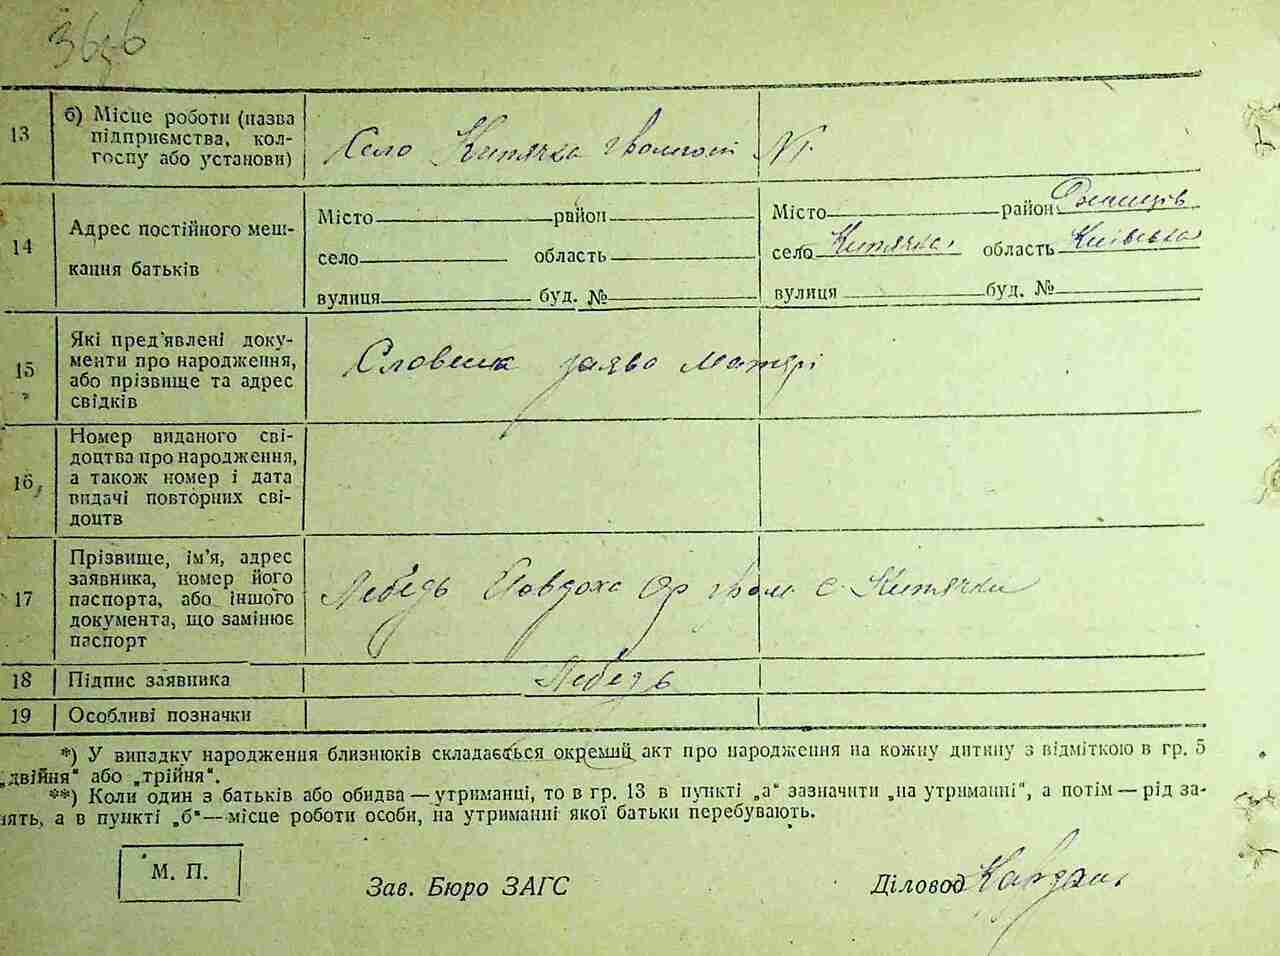 13 б) Місце роботи (назва
підприємства, кол-
госпу або установи)
Село Кипячка
14 Адрес постійного меш-
кання батьків
Місто район
село область
вулиця буд. №
Місто район
село Кипячка область Київська
вулиця буд. №
15 Які пред'явлені доку-
менти про народження,
або прізвище та адрес
свідків
Словесна заява матері
16 Номер виданого сві-
доцтва про народження,
а також номер і дата
видачі повторних сві-
доцтв
17 Прізвище, ім'я, адрес
заявника, номер його
паспорта, або іншого
документа, що замінює
паспорт
Лебедь Явдоха с. Кипячки
18 Підпис заявника
Лебедь
19 Особливі позначки
*) У випадку народження близнюків складається окремий акт про народження на кожну дитину з відміткою в гр. 5
„двійня" або „трійня".
**) Коли один з батьків або обидва — утриманці, то в гр. 13 в пункті „а" зазначити „на утриманні", а потім — рід за-
нять, а в пункті „б" — місце роботи особи, на утриманні якої батьки перебувають.
М. П.
Зав. Бюро ЗАГС
Діловод